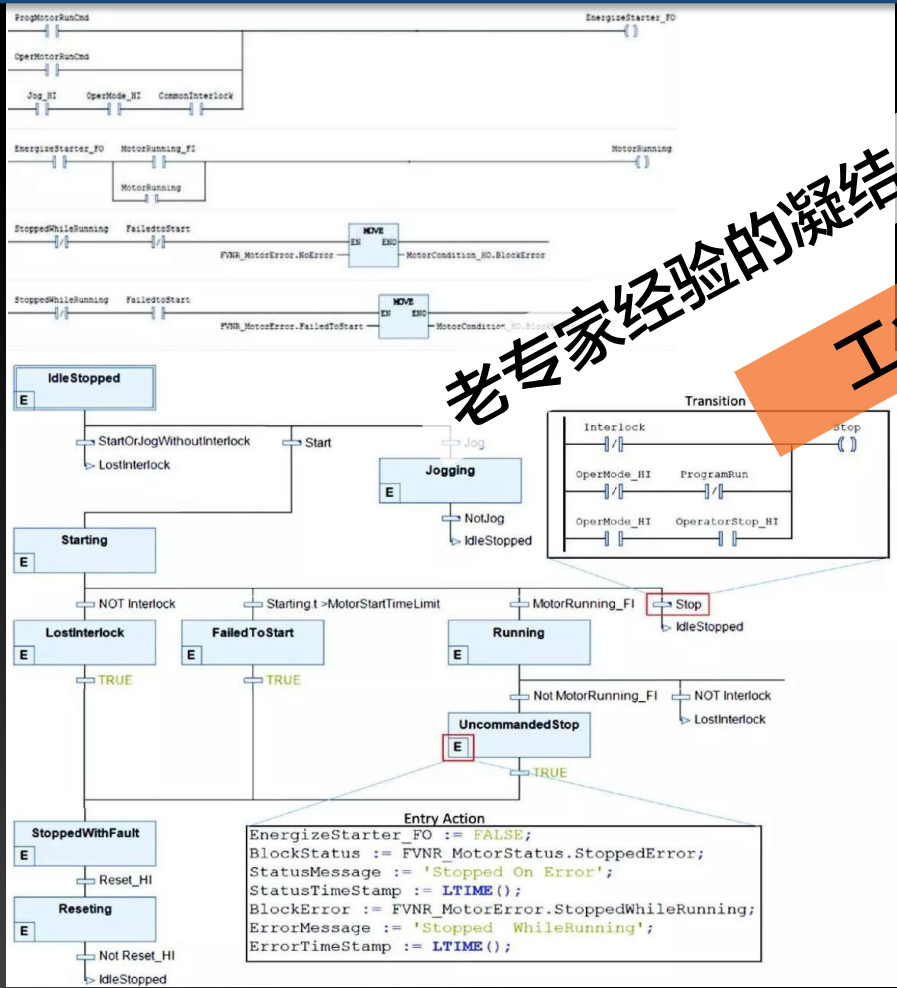 ProgMotorRunCmd
EnergizeStarter_FO
OperMotorRunCmd
Jog_HI OperMode_HI CommonInterlock
EnergizeStarter_FO MotorRunning_FI
MotorRunning
MotorRunning
StoppedWhileRunning FailedtoStart
MOVE
EN ENO
FVNR_MotorError.NoError
MotorCondition_HO.BlockError
StoppedWhileRunning FailedtoStart
MOVE
EN ENO
FVNR_MotorError.FailedToStart
老专家经验的凝结
IdleStopped
E
StartOrJogWithoutInterlock
Start
Jog
LostInterlock
Jogging
E
NotJog
IdleStopped
Transition
Interlock
Stop
OperMode_HI ProgramRun
OperMode_HI OperatorStop_HI
Starting
E
NOT Interlock
Starting.t >MotorStartTimeLimit
MotorRunning_FI
Stop
IdleStopped
LostInterlock
E
FailedToStart
E
Running
E
TRUE
TRUE
Not MotorRunning_FI
NOT Interlock
LostInterlock
UncommandedStop
E
TRUE
StoppedWithFault
E
Reset_HI
Reseting
E
Not Reset_HI
IdleStopped
Entry Action
EnergizeStarter_FO := FALSE;
BlockStatus := FVNR_MotorStatus.StoppedError;
StatusMessage := 'Stopped On Error';
StatusTimeStamp := LTIME();
BlockError := FVNR_MotorError.StoppedWhileRunning;
ErrorMessage := 'Stopped  WhileRunning';
ErrorTimeStamp := LTIME();